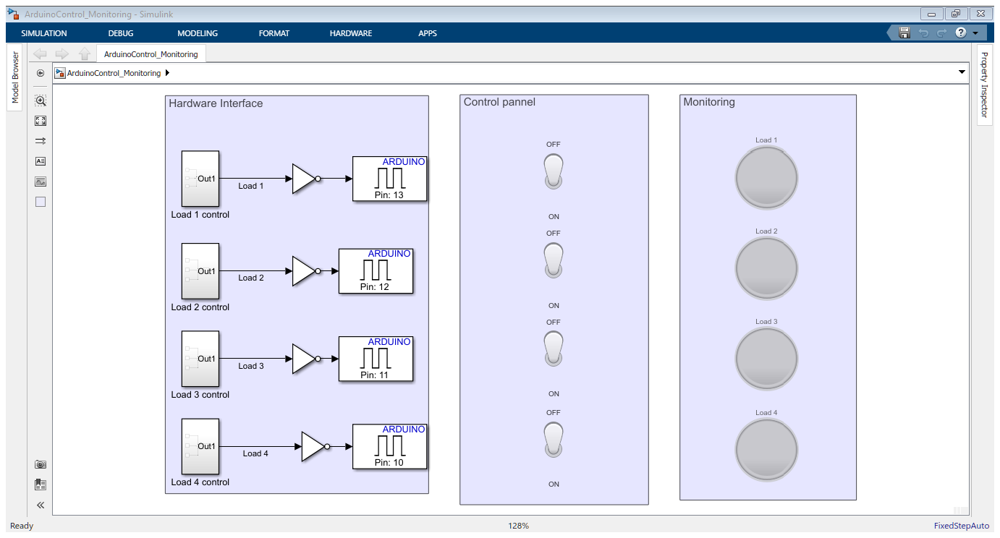 ArduinoControl_Monitoring - Simulink
SIMULATION DEBUG MODELING FORMAT HARDWARE APPS
?
Model Browser
ArduinoControl_Monitoring
ArduinoControl_Monitoring
Property Inspector
Hardware Interface
Out1
Load 1
ARDUINO
Pin: 13
Load 1 control
Out1
Load 2
ARDUINO
Pin: 12
Load 2 control
Out1
Load 3
ARDUINO
Pin: 11
Load 3 control
Out1
Load 4
ARDUINO
Pin: 10
Load 4 control
Control pannel
OFF
ON
OFF
ON
OFF
ON
OFF
ON
Monitoring
Load 1
Load 2
Load 3
Load 4
Ready
128%
FixedStepAuto